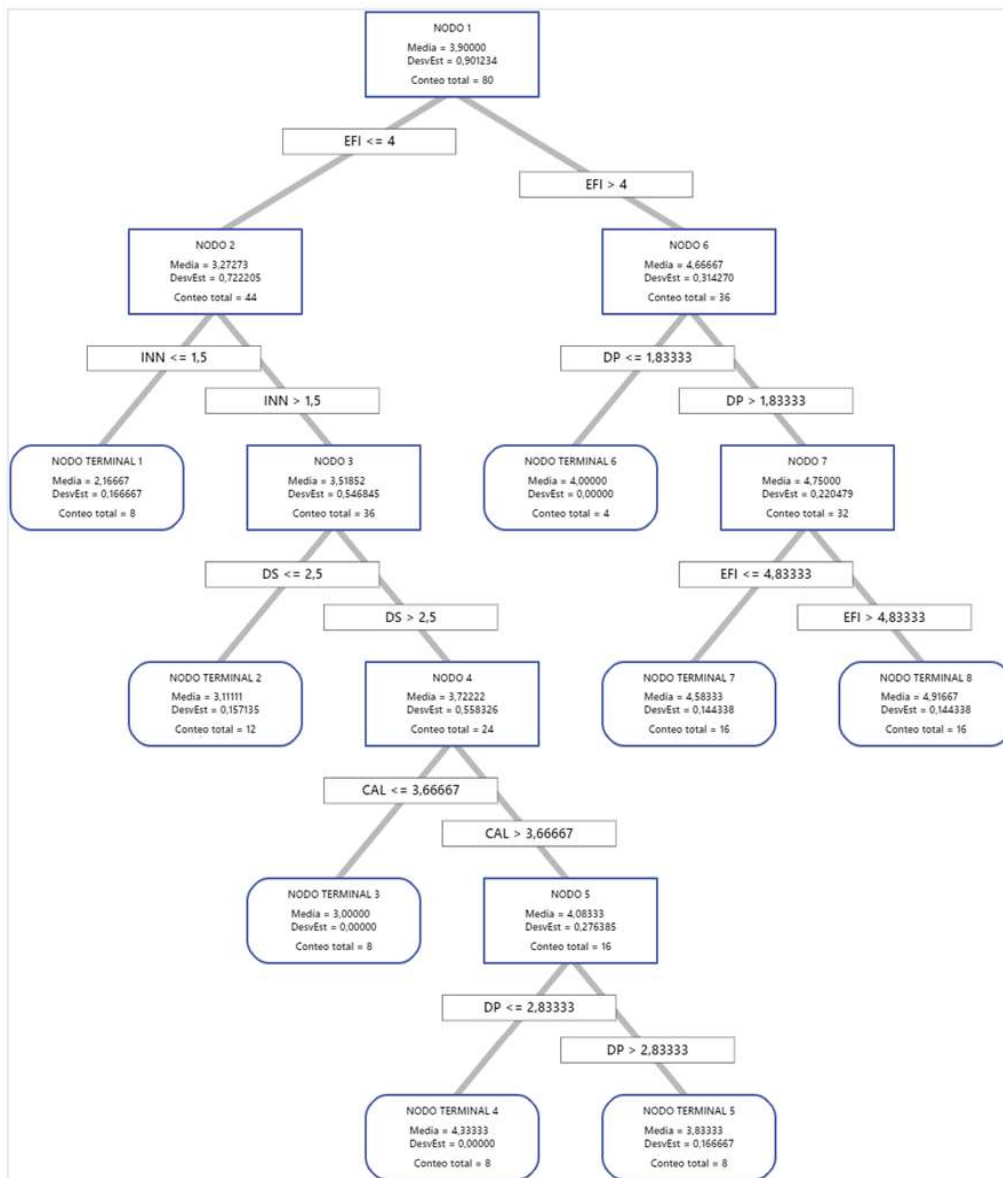 NODO 1
Media = 3,90000
DesvEst = 0,901234
Conteo total = 80
EFI <= 4
EFI > 4
NODO 2
Media = 3,27273
DesvEst = 0,722205
Conteo total = 44
NODO 6
Media = 4,66667
DesvEst = 0,314270
Conteo total = 36
INN <= 1,5
INN > 1,5
DP <= 1,83333
DP > 1,83333
NODO TERMINAL 1
Media = 2,16667
DesvEst = 0,166667
Conteo total = 8
NODO 3
Media = 3,51852
DesvEst = 0,546845
Conteo total = 36
NODO TERMINAL 6
Media = 4,00000
DesvEst = 0,00000
Conteo total = 4
NODO 7
Media = 4,75000
DesvEst = 0,220479
Conteo total = 32
DS <= 2,5
DS > 2,5
EFI <= 4,83333
EFI > 4,83333
NODO TERMINAL 2
Media = 3,11111
DesvEst = 0,157135
Conteo total = 12
NODO 4
Media = 3,72222
DesvEst = 0,558326
Conteo total = 24
NODO TERMINAL 7
Media = 4,58333
DesvEst = 0,144338
Conteo total = 16
NODO TERMINAL 8
Media = 4,91667
DesvEst = 0,144338
Conteo total = 16
CAL <= 3,66667
CAL > 3,66667
NODO TERMINAL 3
Media = 3,00000
DesvEst = 0,00000
Conteo total = 8
NODO 5
Media = 4,08333
DesvEst = 0,276385
Conteo total = 16
DP <= 2,83333
DP > 2,83333
NODO TERMINAL 4
Media = 4,33333
DesvEst = 0,00000
Conteo total = 8
NODO TERMINAL 5
Media = 3,83333
DesvEst = 0,166667
Conteo total = 8